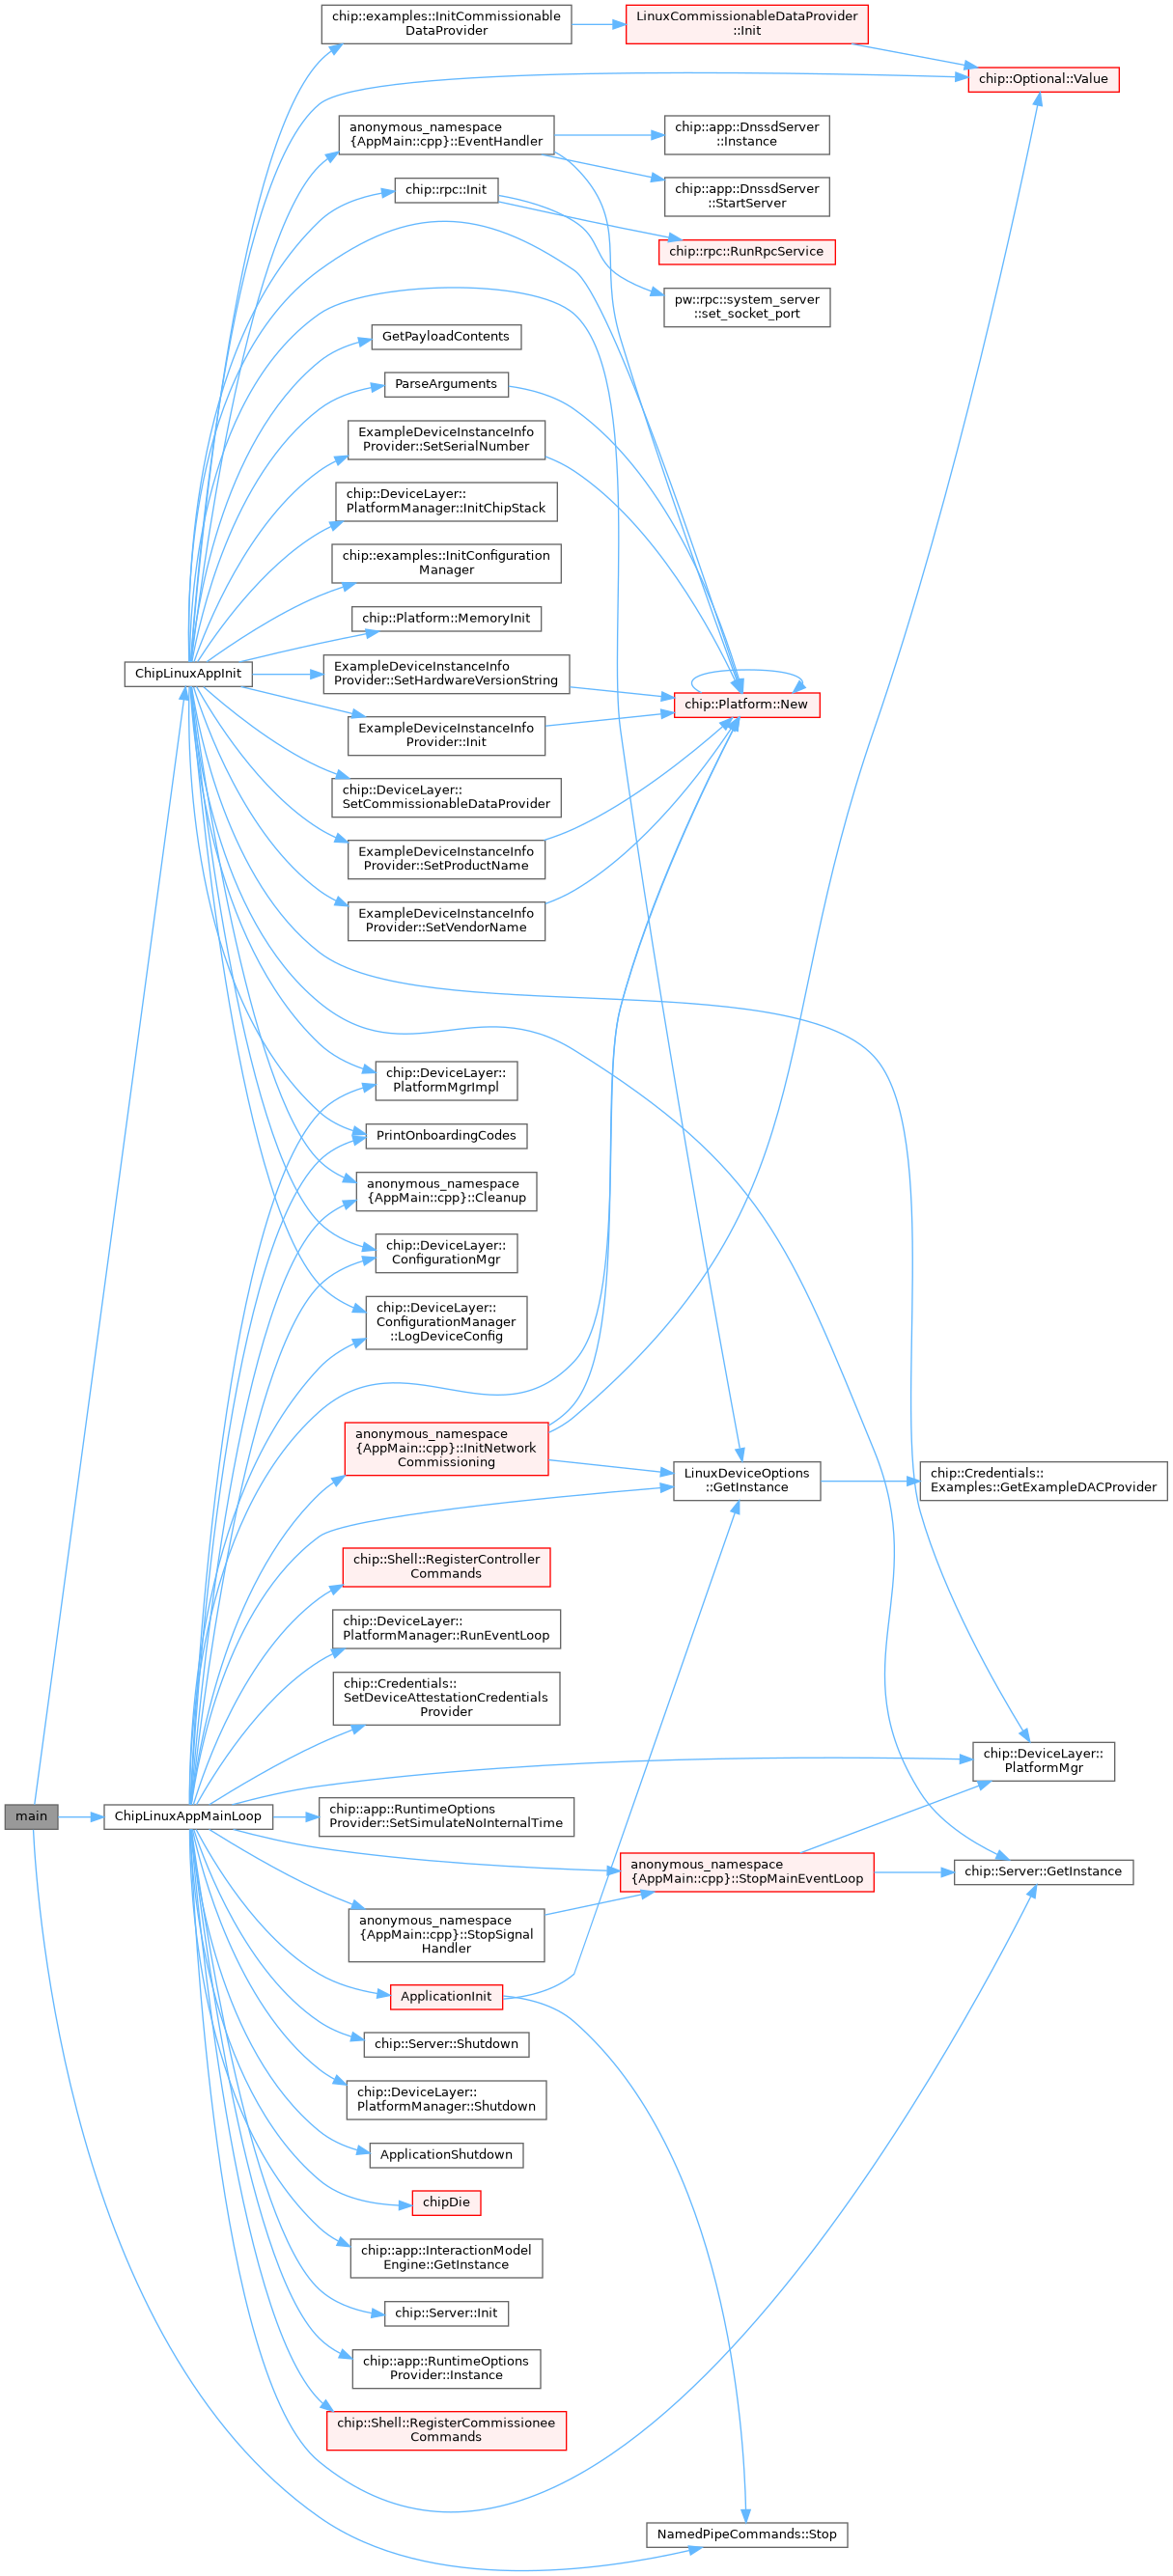 chip::examples::InitCommissionable
DataProvider
LinuxCommissionableDataProvider
::Init
chip::Optional::Value
anonymous_namespace
{AppMain::cpp}::EventHandler
chip::app::DnssdServer
::Instance
chip::rpc::Init
chip::app::DnssdServer
::StartServer
chip::rpc::RunRpcService
pw::rpc::system_server
::set_socket_port
GetPayloadContents
ParseArguments
ExampleDeviceInstanceInfo
Provider::SetSerialNumber
chip::DeviceLayer::
PlatformManager::InitChipStack
chip::examples::InitConfiguration
Manager
chip::Platform::MemoryInit
ChipLinuxAppInit
ExampleDeviceInstanceInfo
Provider::SetHardwareVersionString
chip::Platform::New
ExampleDeviceInstanceInfo
Provider::Init
chip::DeviceLayer::
SetCommissionableDataProvider
ExampleDeviceInstanceInfo
Provider::SetProductName
ExampleDeviceInstanceInfo
Provider::SetVendorName
chip::DeviceLayer::
PlatformMgrImpl
PrintOnboardingCodes
anonymous_namespace
{AppMain::cpp}::Cleanup
chip::DeviceLayer::
ConfigurationMgr
chip::DeviceLayer::
ConfigurationManager
::LogDeviceConfig
anonymous_namespace
{AppMain::cpp}::InitNetwork
Commissioning
LinuxDeviceOptions
::GetInstance
chip::Credentials::
Examples::GetExampleDACProvider
chip::Shell::RegisterController
Commands
chip::DeviceLayer::
PlatformManager::RunEventLoop
chip::Credentials::
SetDeviceAttestationCredentials
Provider
chip::DeviceLayer::
PlatformMgr
main
ChipLinuxAppMainLoop
chip::app::RuntimeOptions
Provider::SetSimulateNoInternalTime
anonymous_namespace
{AppMain::cpp}::StopMainEventLoop
chip::Server::GetInstance
anonymous_namespace
{AppMain::cpp}::StopSignal
Handler
ApplicationInit
chip::Server::Shutdown
chip::DeviceLayer::
PlatformManager::Shutdown
ApplicationShutdown
chipDie
chip::app::InteractionModel
Engine::GetInstance
chip::Server::Init
chip::app::RuntimeOptions
Provider::Instance
chip::Shell::RegisterCommissionee
Commands
NamedPipeCommands::Stop